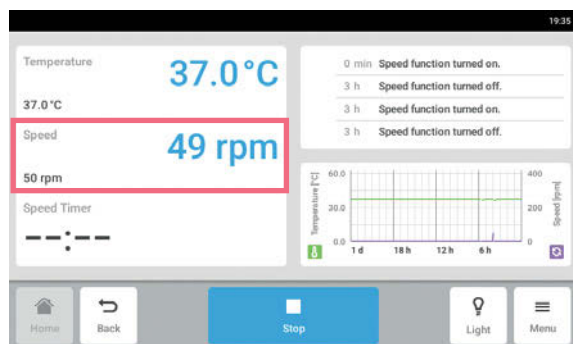 19:35
Temperature
37.0°C
37.0°C
Speed
49 rpm
50 rpm
Speed Timer
--:--
0 min Speed function turned on.
3 h Speed function turned off.
3 h Speed function turned on.
3 h Speed function turned off.
Temperature [°C]
60.0
30.0
0.0
1 d 18 h 12 h 6 h
400
200
0
Speed [rpm]
Home
Back
Stop
Light
Menu